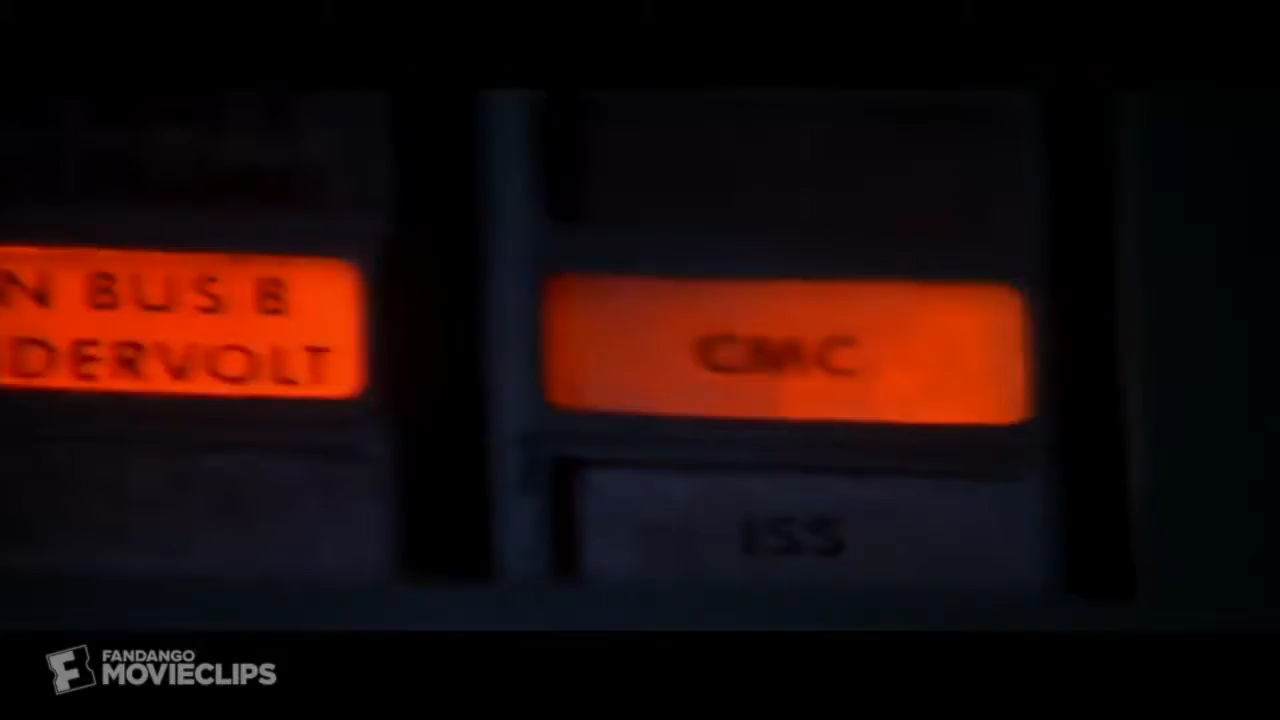 N BUS B
DERVOLT
CMC
ISS
FANDANGO
MOVIECLIPS